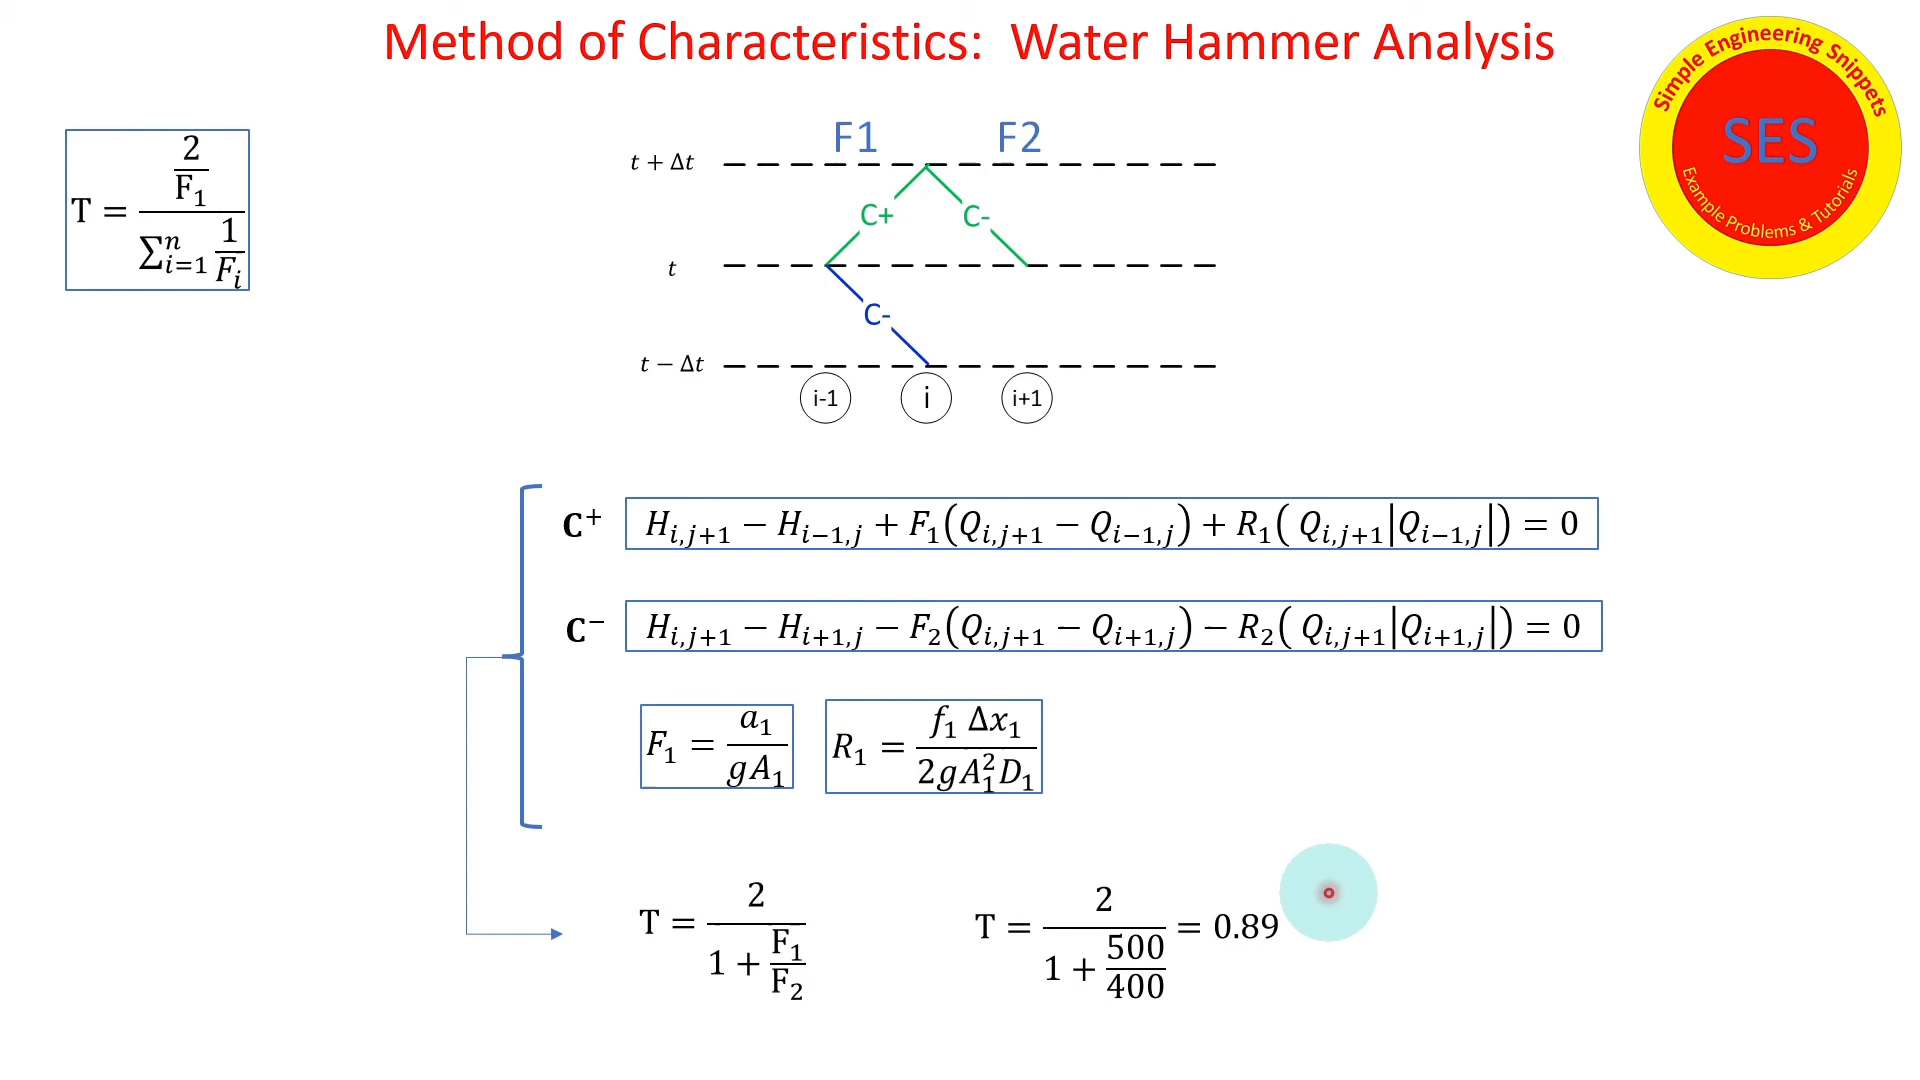 Method of Characteristics: Water Hammer Analysis
Simple Engineering Snippets
SES
Example Problems & Tutorials
T = (2/F₁) / (∑ⁿᵢ₌₁ 1/Fᵢ)
F1 F2
t + Δt
C+ C-
t
C-
t − Δt
i-1 i i+1
C⁺ H_{i,j+1} − H_{i−1,j} + F₁(Q_{i,j+1} − Q_{i−1,j}) + R₁( Q_{i,j+1}|Q_{i−1,j}|) = 0
C⁻ H_{i,j+1} − H_{i+1,j} − F₂(Q_{i,j+1} − Q_{i+1,j}) − R₂( Q_{i,j+1}|Q_{i+1,j}|) = 0
F₁ = a₁/(gA₁) R₁ = (f₁ Δx₁)/(2gA₁²D₁)
T = 2/(1 + F₁/F₂) T = 2/(1 + 500/400) = 0.89